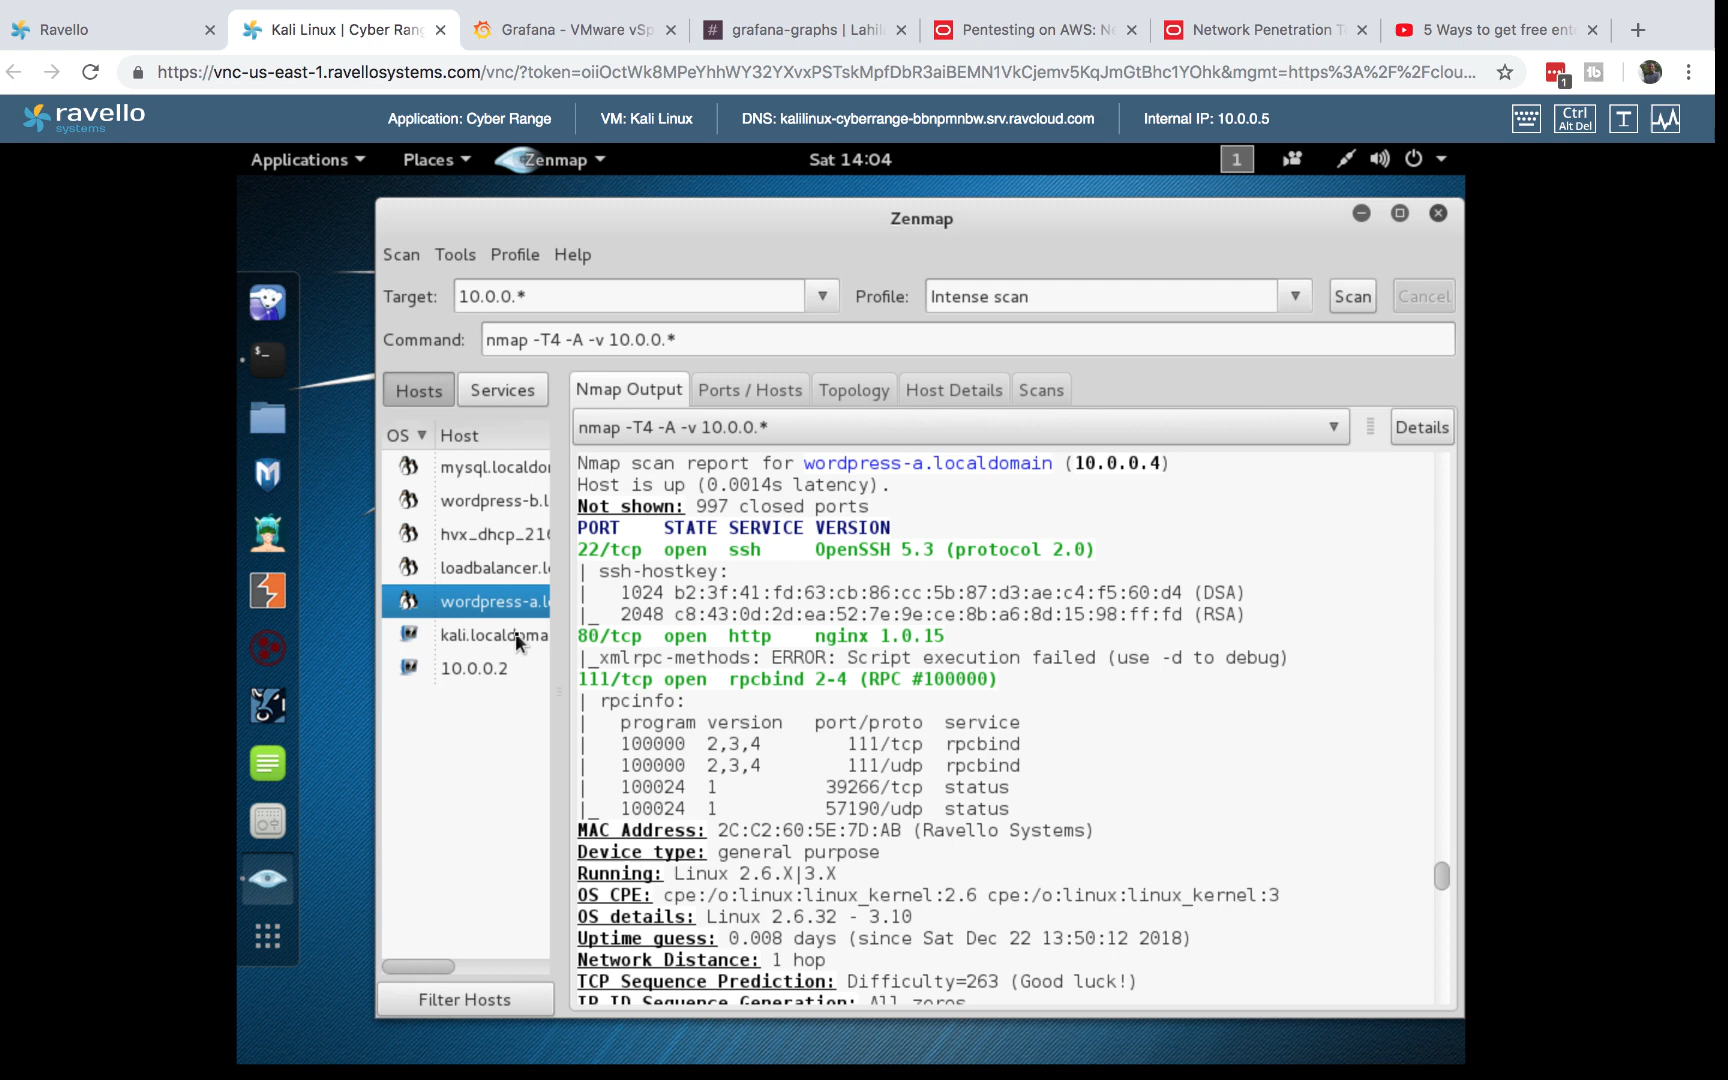 Ravello
Kali Linux | Cyber Rang
Grafana - VMware vSp
grafana-graphs | Lahil
Pentesting on AWS: Ne
Network Penetration T
5 Ways to get free ente
https://vnc-us-east-1.ravellosystems.com/vnc/?token=oiiOctWk8MPeYhhWY32YXvxPSTskMpfDbR3aiBEMN1VkCjemv5KqJmGtBhc1YOhk&mgmt=https%3A%2F%2Fclou...
1
ravello
systems
Application: Cyber Range
VM: Kali Linux
DNS: kalilinux-cyberrange-bbnpmnbw.srv.ravcloud.com
Internal IP: 10.0.0.5
Ctrl
Alt Del
Applications
Places
Zenmap
Sat 14:04
1
Zenmap
Scan Tools Profile Help
Target: 10.0.0.* Profile: Intense scan Scan Cancel
Command: nmap -T4 -A -v 10.0.0.*
Hosts Services
Nmap Output Ports / Hosts Topology Host Details Scans
OS Host
mysql.localdo
wordpress-b.l
hvx_dhcp_21
loadbalancer.l
wordpress-a.l
kali.localdoma
10.0.0.2
Filter Hosts
nmap -T4 -A -v 10.0.0.* Details
Nmap scan report for wordpress-a.localdomain (10.0.0.4)
Host is up (0.0014s latency).
Not shown: 997 closed ports
PORT STATE SERVICE VERSION
22/tcp open ssh OpenSSH 5.3 (protocol 2.0)
| ssh-hostkey:
| 1024 b2:3f:41:fd:63:cb:86:cc:5b:87:d3:ae:c4:f5:60:d4 (DSA)
|_ 2048 c8:43:0d:2d:ea:52:7e:9e:ce:8b:a6:8d:15:98:ff:fd (RSA)
80/tcp open http nginx 1.0.15
|_xmlrpc-methods: ERROR: Script execution failed (use -d to debug)
111/tcp open rpcbind 2-4 (RPC #100000)
| rpcinfo:
| program version port/proto service
| 100000 2,3,4 111/tcp rpcbind
| 100000 2,3,4 111/udp rpcbind
| 100024 1 39266/tcp status
|_ 100024 1 57190/udp status
MAC Address: 2C:C2:60:5E:7D:AB (Ravello Systems)
Device type: general purpose
Running: Linux 2.6.X|3.X
OS CPE: cpe:/o:linux:linux_kernel:2.6 cpe:/o:linux:linux_kernel:3
OS details: Linux 2.6.32 - 3.10
Uptime guess: 0.008 days (since Sat Dec 22 13:50:12 2018)
Network Distance: 1 hop
TCP Sequence Prediction: Difficulty=263 (Good luck!)
IP ID Sequence Generation: All zeros